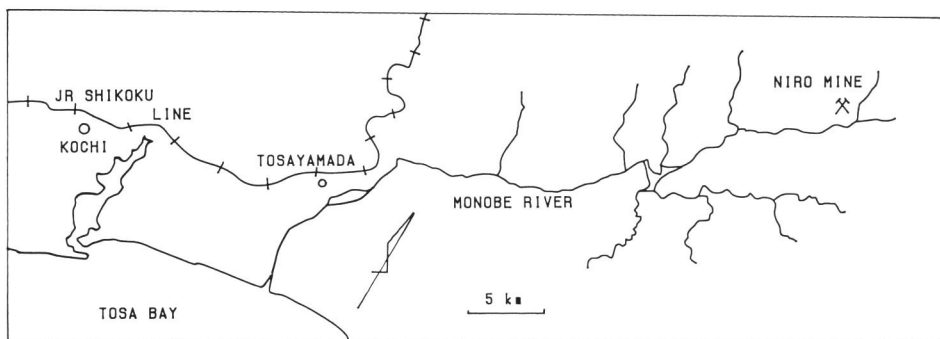 JR SHIKOKU
LINE
KOCHI
TOSAYAMADA
NIRO MINE
MONOBE RIVER
5 km
TOSA BAY